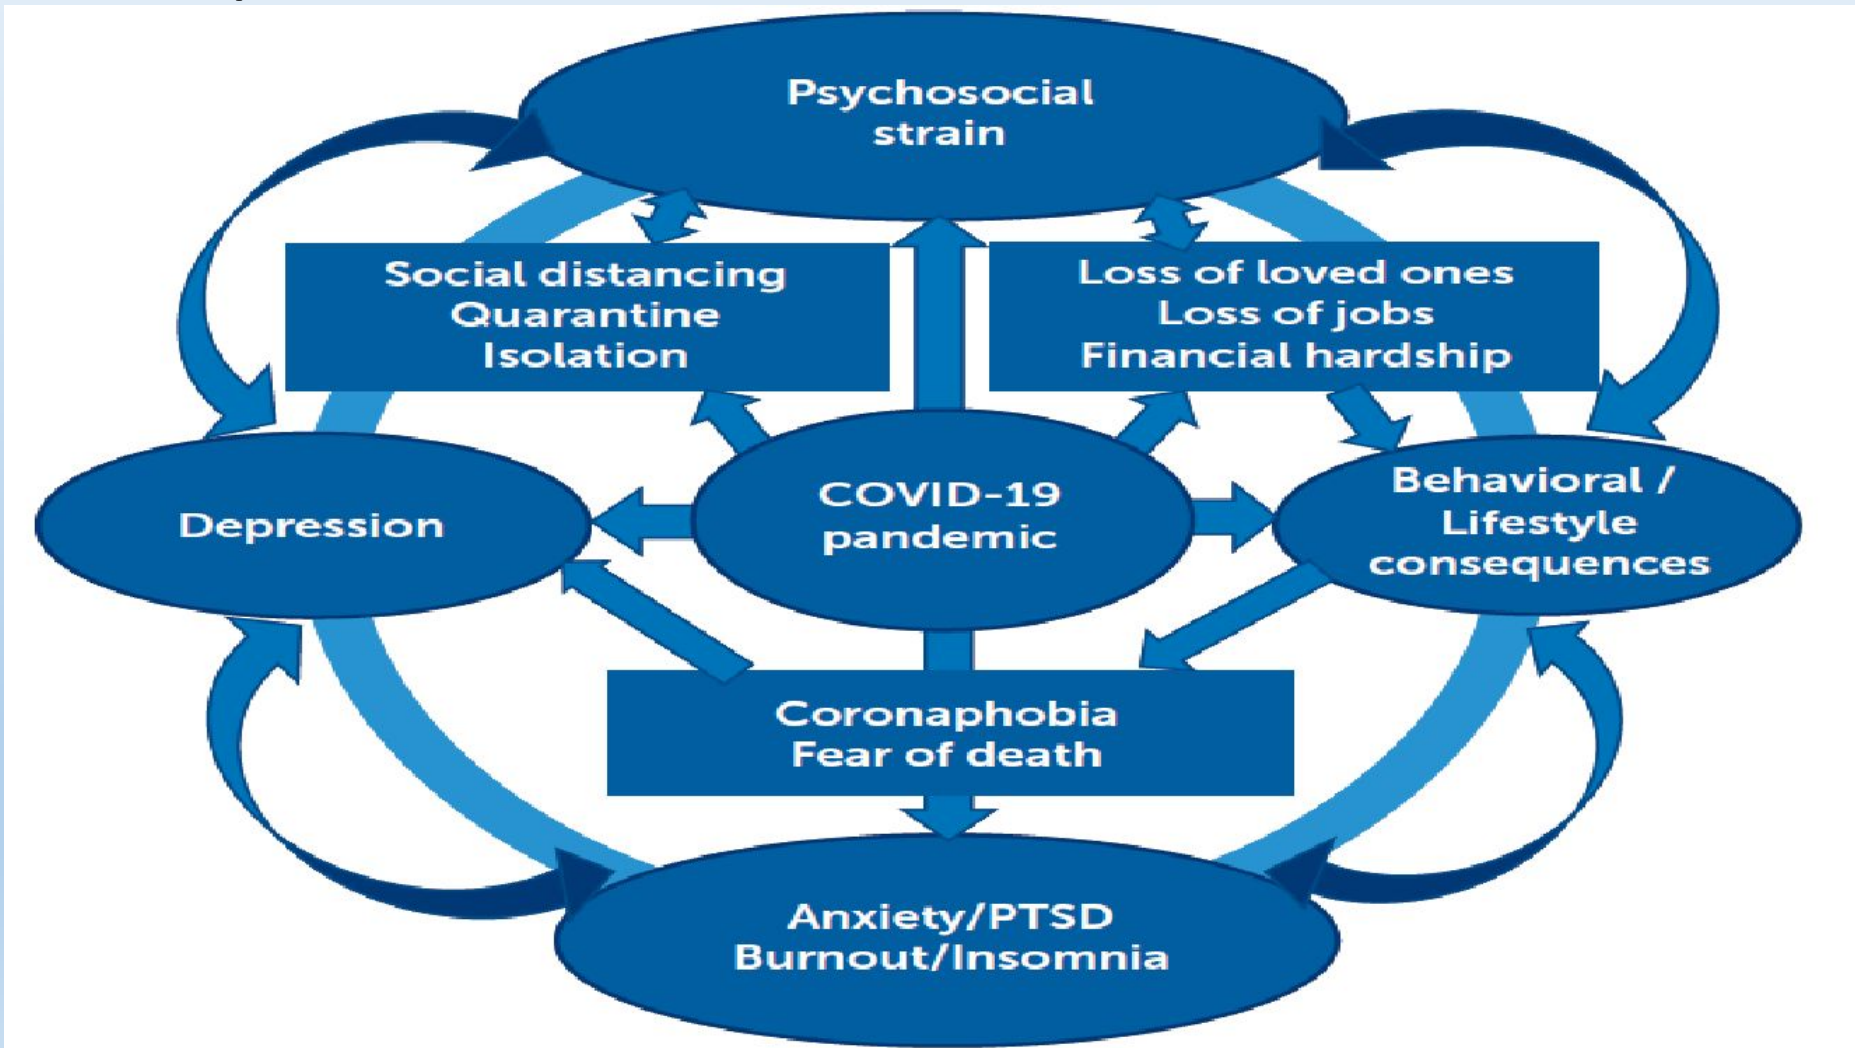 Psychosocial
strain
Social distancing
Quarantine
Isolation
Loss of loved ones
Loss of jobs
Financial hardship
Depression
COVID-19
pandemic
Behavioral /
Lifestyle
consequences
Coronaphobia
Fear of death
Anxiety/PTSD
Burnout/Insomnia